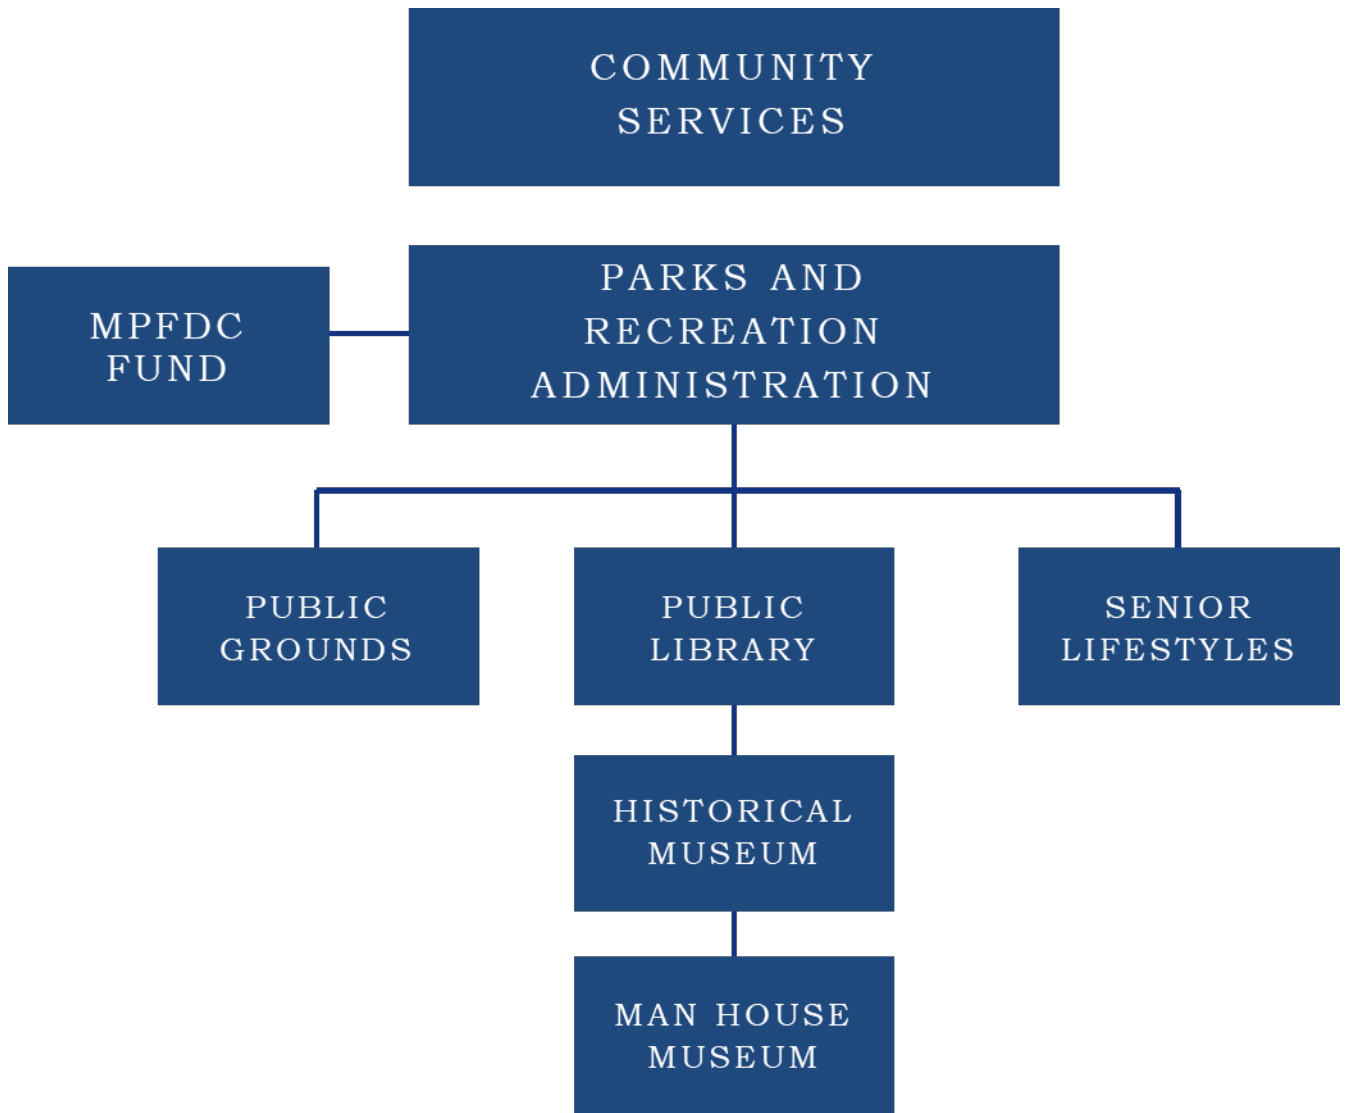 COMMUNITY
SERVICES
MPFDC
FUND
PARKS AND
RECREATION
ADMINISTRATION
PUBLIC
GROUNDS
PUBLIC
LIBRARY
SENIOR
LIFESTYLES
HISTORICAL
MUSEUM
MAN HOUSE
MUSEUM